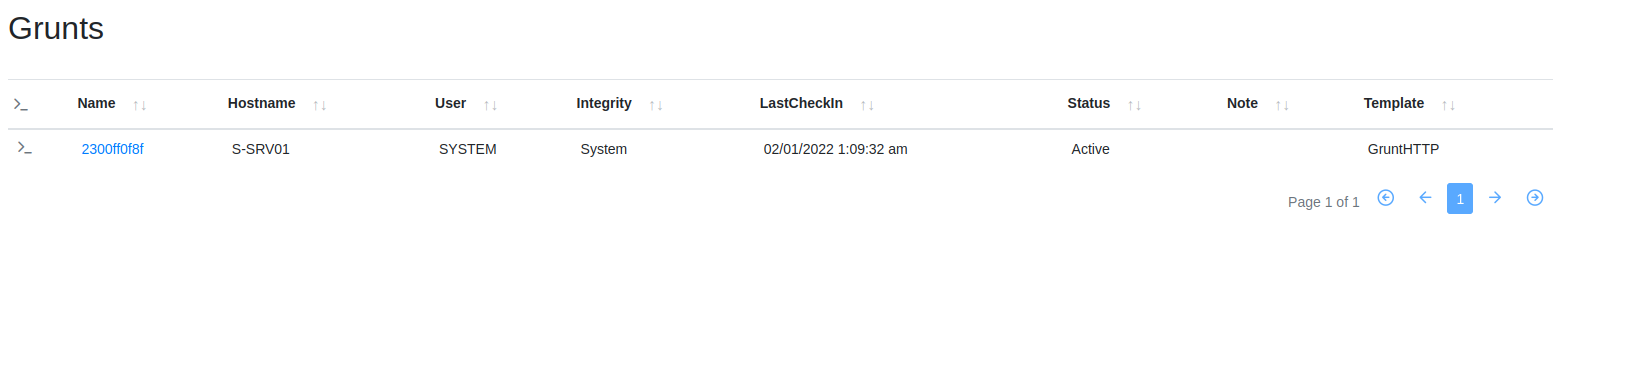 Grunts
Name ↑↓ Hostname ↑↓ User ↑↓ Integrity ↑↓ LastCheckIn ↑↓ Status ↑↓ Note ↑↓ Template ↑↓
2300ff0f8f S-SRV01 SYSTEM System 02/01/2022 1:09:32 am Active GruntHTTP
Page 1 of 1 1